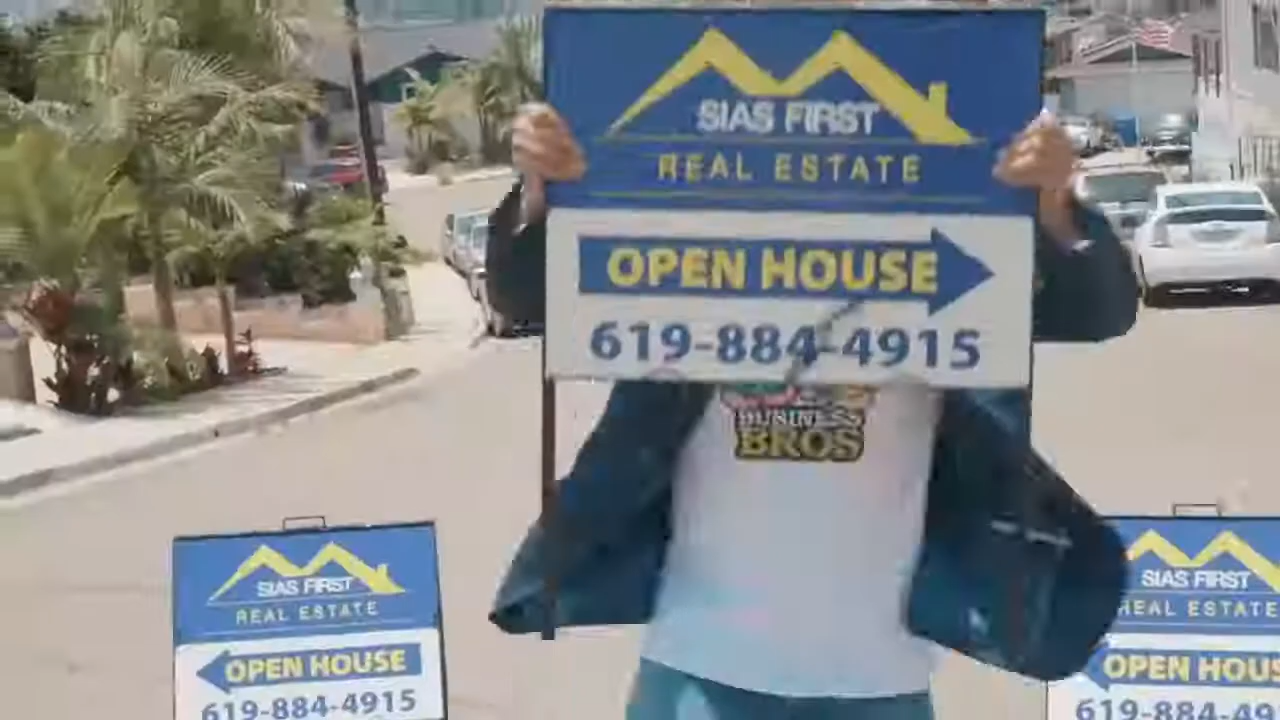 SIAS FIRST
REAL ESTATE
OPEN HOUSE
619-884-4915
BUSINESS
BROS
SIAS FIRST
REAL ESTATE
OPEN HOUSE
619-884-4915
SIAS FIRST
REAL ESTATE
OPEN HOUSE
619-884-49